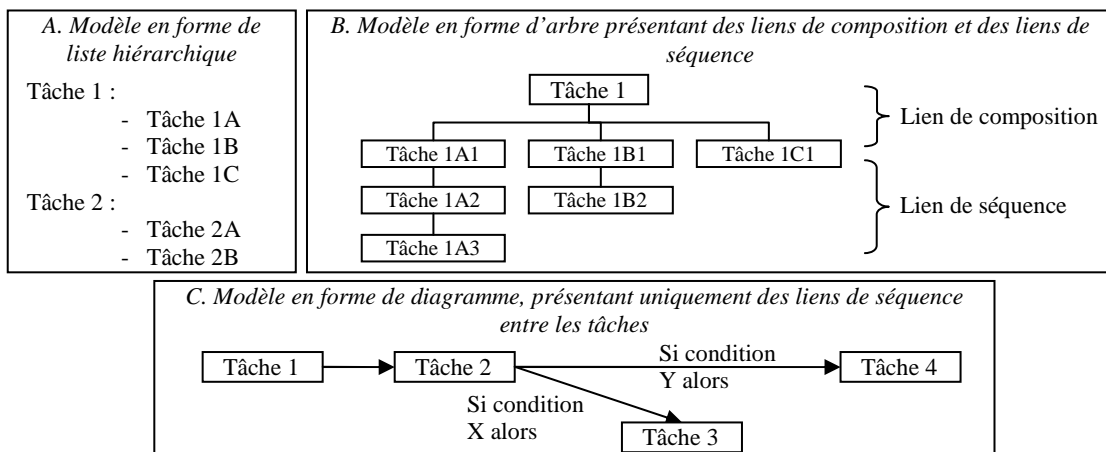 A. Modèle en forme de
liste hiérarchique
Tâche 1 :
- Tâche 1A
- Tâche 1B
- Tâche 1C
Tâche 2 :
- Tâche 2A
- Tâche 2B
B. Modèle en forme d’arbre présentant des liens de composition et des liens de
séquence
Tâche 1
Lien de composition
Tâche 1A1
Tâche 1B1
Tâche 1C1
Tâche 1A2
Tâche 1B2
Lien de séquence
Tâche 1A3
C. Modèle en forme de diagramme, présentant uniquement des liens de séquence
entre les tâches
Tâche 1
Tâche 2
Si condition
Y alors
Tâche 4
Si condition
X alors
Tâche 3